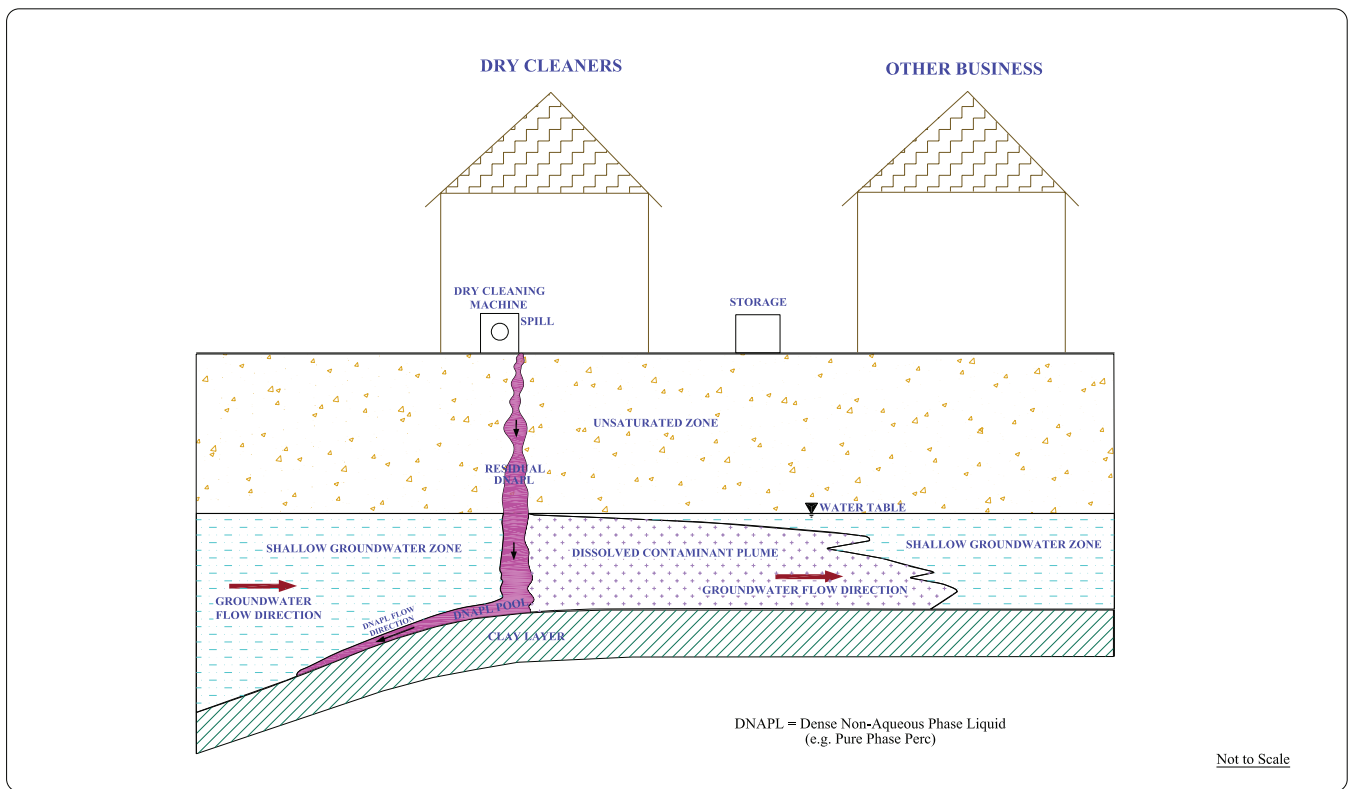 DRY CLEANERS
OTHER BUSINESS
DRY CLEANING
MACHINE
SPILL
STORAGE
UNSATURATED ZONE
RESIDUAL
DNAPL
WATER TABLE
SHALLOW GROUNDWATER ZONE
DISSOLVED CONTAMINANT PLUME
SHALLOW GROUNDWATER ZONE
GROUNDWATER
FLOW DIRECTION
GROUNDWATER FLOW DIRECTION
DNAPL POOL
DNAPL FLOW
DIRECTION
CLAY LAYER
DNAPL = Dense Non-Aqueous Phase Liquid
(e.g. Pure Phase Perc)
Not to Scale